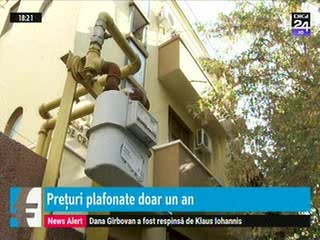 18:21
DIGI
24
HD
Prețuri plafonate doar un an
News Alert Dana Gîrbovan a fost respinsă de Klaus Iohannis